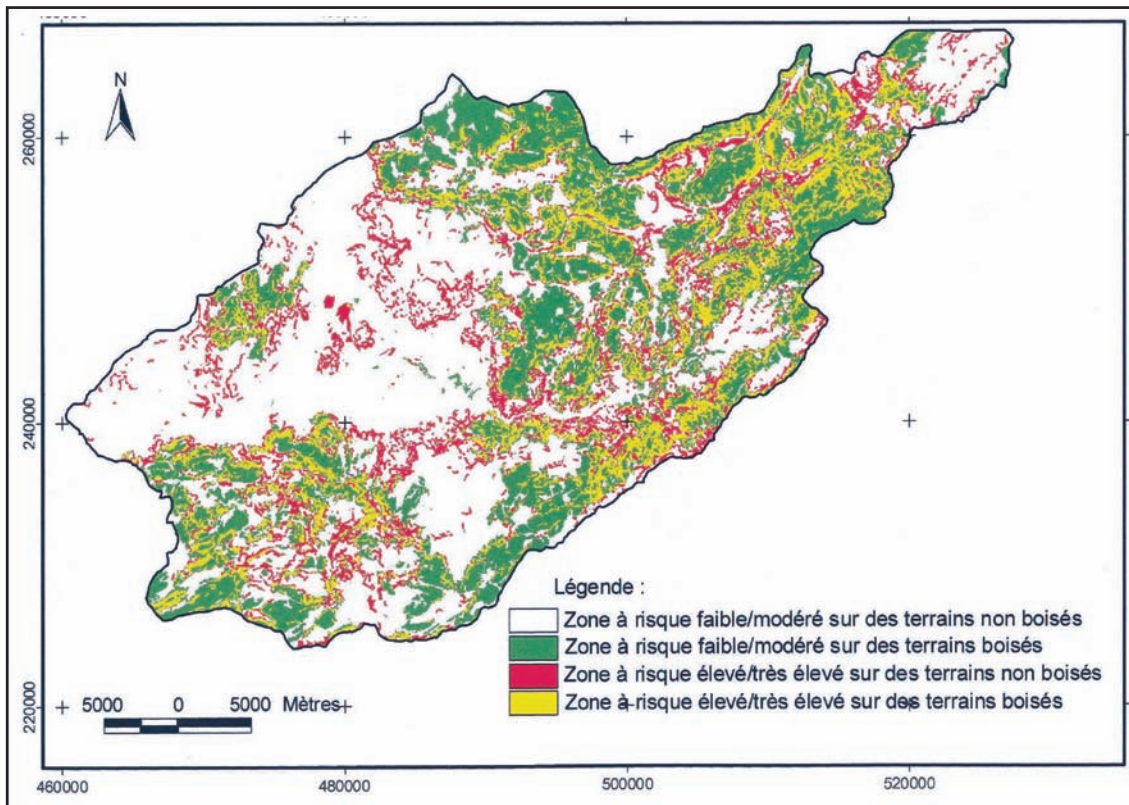 N
260000
240000
220000
Légende :
Zone à risque faible/modéré sur des terrains non boisés
Zone à risque faible/modéré sur des terrains boisés
Zone à risque élevé/très élevé sur des terrains non boisés
Zone à risque élevé/très élevé sur des terrains boisés
5000 0 5000 Mètres
460000 480000 500000 520000